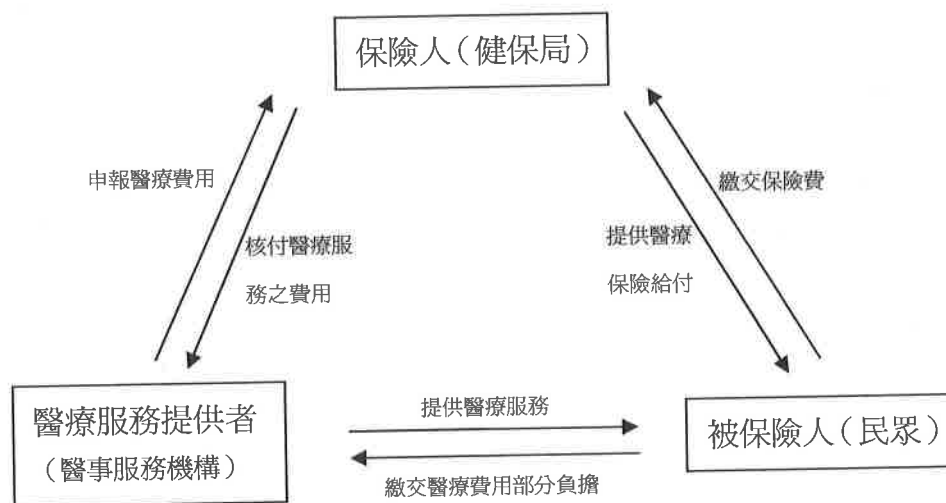 保險人（健保局）
申報醫療費用
繳交保險費
核付醫療服
務之費用
提供醫療
保險給付
醫療服務提供者
（醫事服務機構）
提供醫療服務
繳交醫療費用部分負擔
被保險人（民眾）